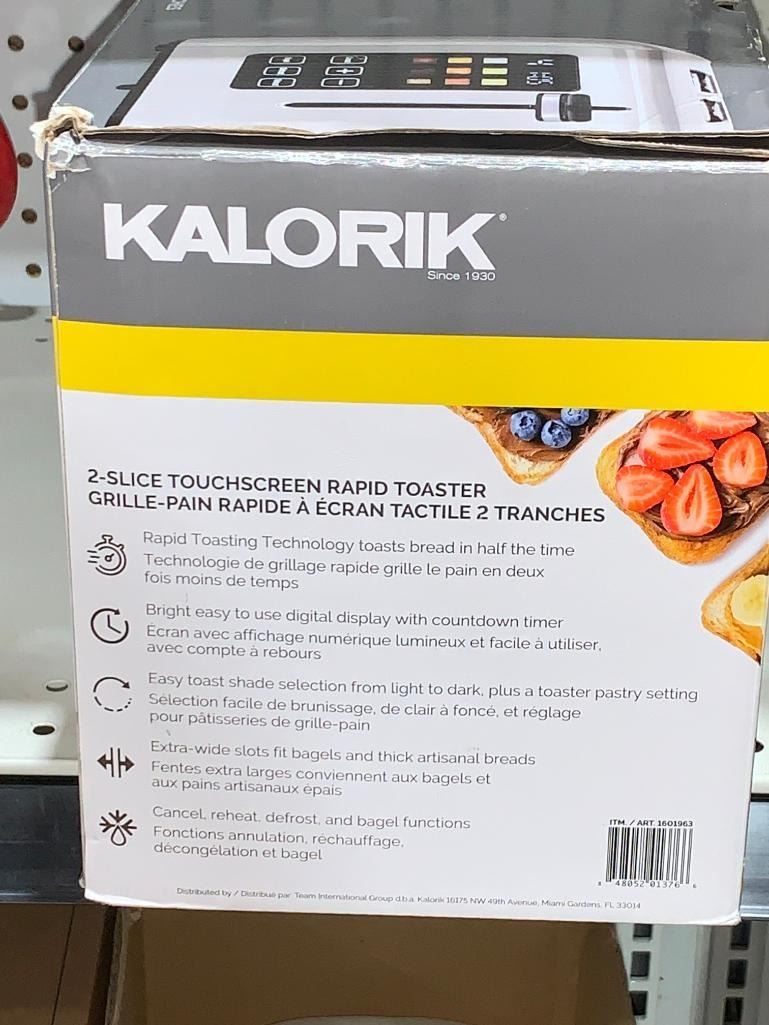 KALORIK®
Since 1930
2-SLICE TOUCHSCREEN RAPID TOASTER
GRILLE-PAIN RAPIDE À ÉCRAN TACTILE 2 TRANCHES
Rapid Toasting Technology toasts bread in half the time
Technologie de grillage rapide grille le pain en deux
fois moins de temps
Bright easy to use digital display with countdown timer
Écran avec affichage numérique lumineux et facile à utiliser,
avec compte à rebours
Easy toast shade selection from light to dark, plus a toaster pastry setting
Sélection facile de brunissage, de clair à foncé, et réglage
pour pâtisseries de grille-pain
Extra-wide slots fit bagels and thick artisanal breads
Fentes extra larges conviennent aux bagels et
aux pains artisanaux épais
Cancel, reheat, defrost, and bagel functions
Fonctions annulation, réchauffage,
décongélation et bagel
ITM. / ART. 1601963
8 48052 01376 6
Distributed by / Distribué par Team International Group d.b.a. Kalorik 16175 NW 49th Avenue, Miami Gardens, FL 33014